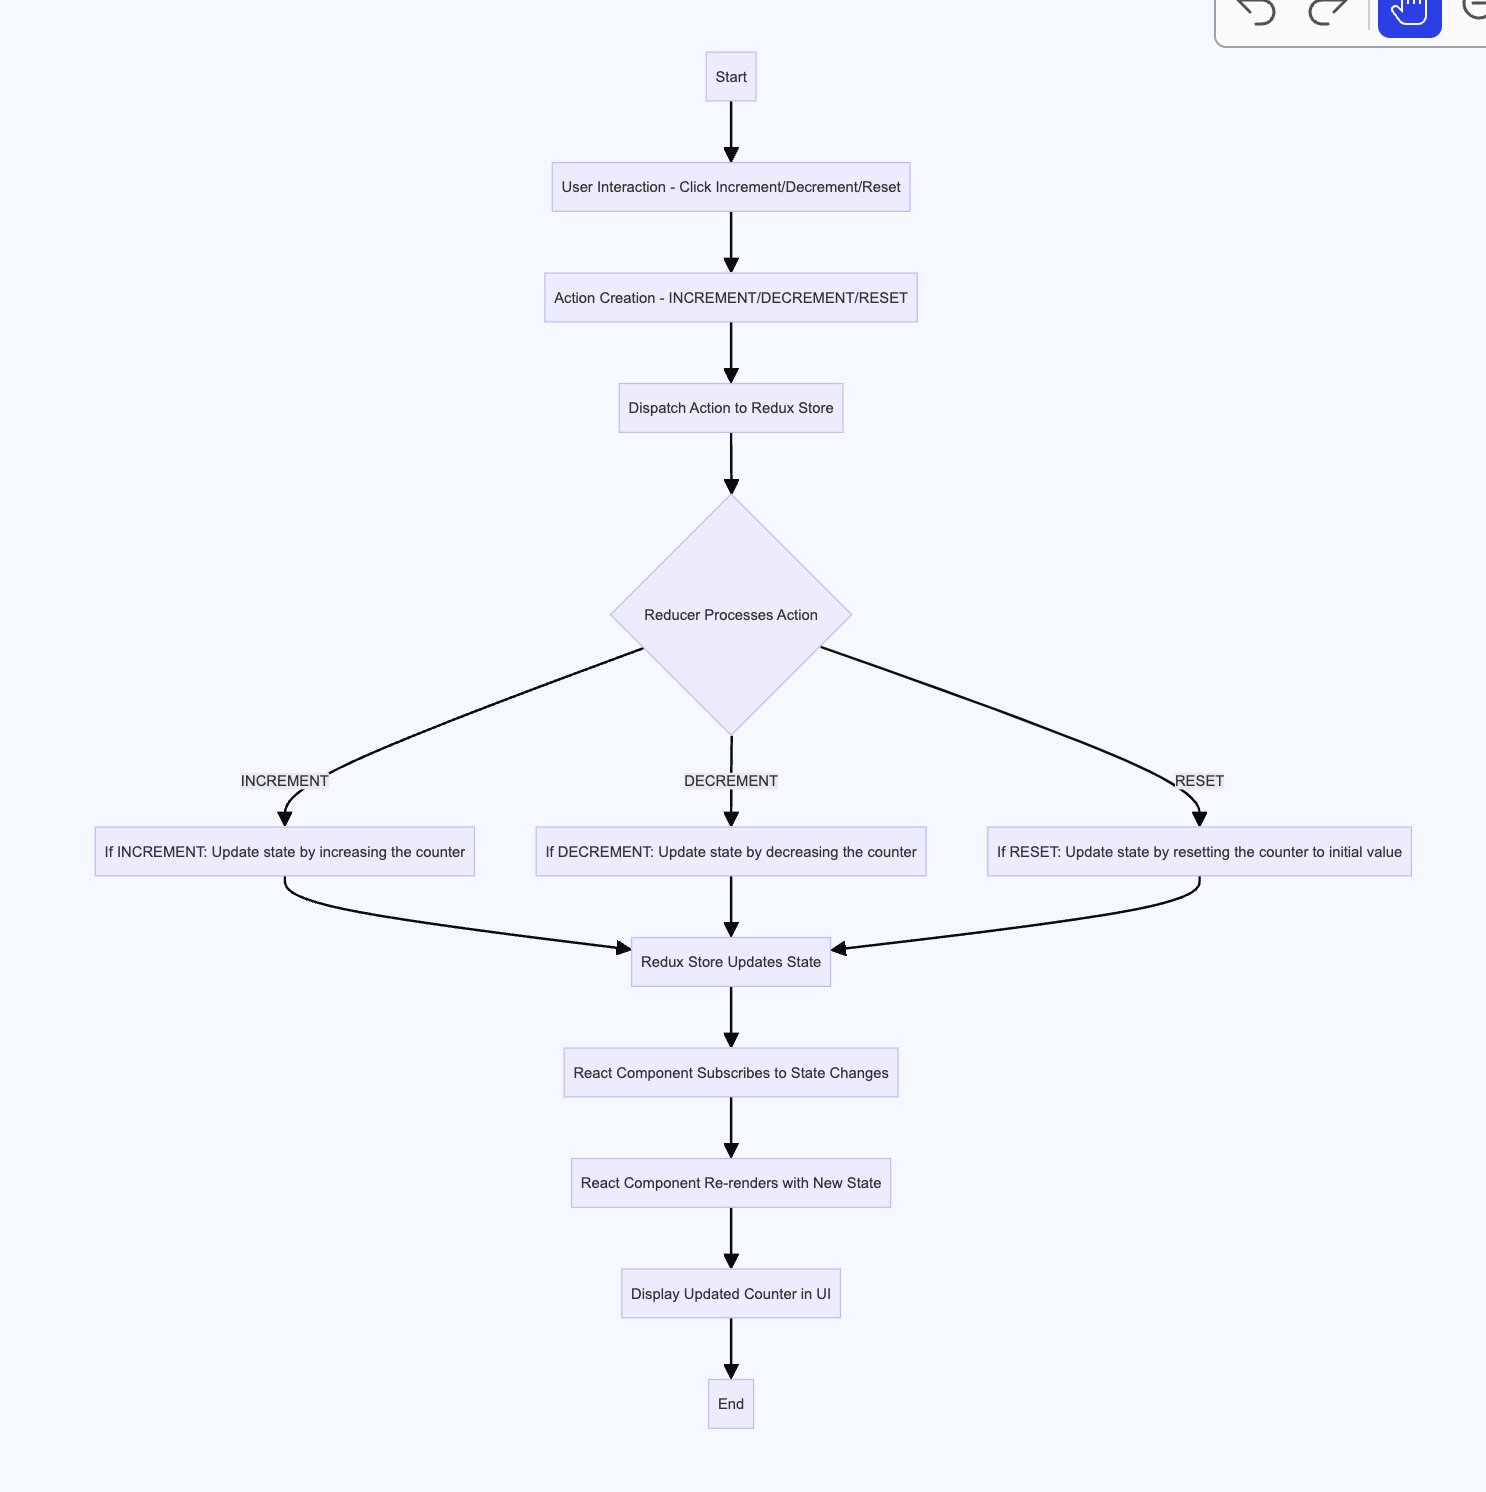 Start
User Interaction - Click Increment/Decrement/Reset
Action Creation - INCREMENT/DECREMENT/RESET
Dispatch Action to Redux Store
Reducer Processes Action
INCREMENT
DECREMENT
RESET
If INCREMENT: Update state by increasing the counter
If DECREMENT: Update state by decreasing the counter
If RESET: Update state by resetting the counter to initial value
Redux Store Updates State
React Component Subscribes to State Changes
React Component Re-renders with New State
Display Updated Counter in UI
End